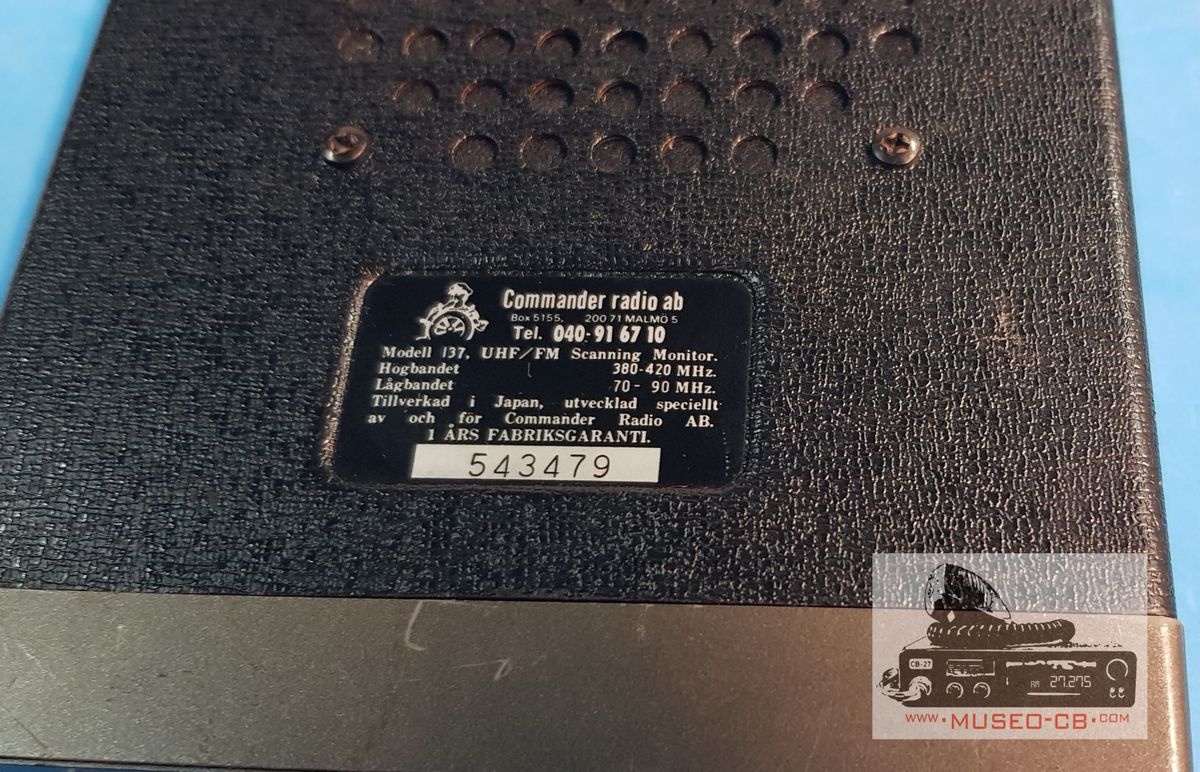 Commander radio ab
Box 5155, 200 71 MALMÖ 5
Tel. 040-91 67 10
Modell 137, UHF/FM Scanning Monitor.
Högbandet 380-420 MHz.
Lågbandet 70 - 90 MHz.
Tillverkad i Japan, utvecklad speciellt
av och för Commander Radio AB.
1 ÅRS FABRIKSGARANTI.
543479
CB-27
AM 27.275
www.MUSEO-CB.com